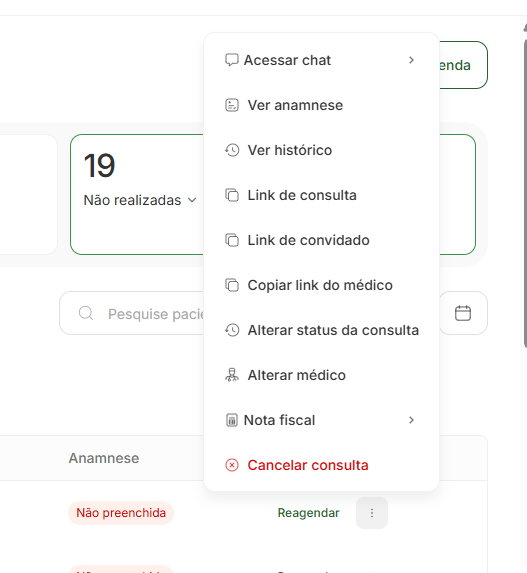 Acessar chat
enda
Ver anamnese
Ver histórico
19
Não realizadas
Link de consulta
Link de convidado
Copiar link do médico
Pesquise pacie
Alterar status da consulta
Alterar médico
Nota fiscal
Anamnese
Cancelar consulta
Não preenchida
Reagendar